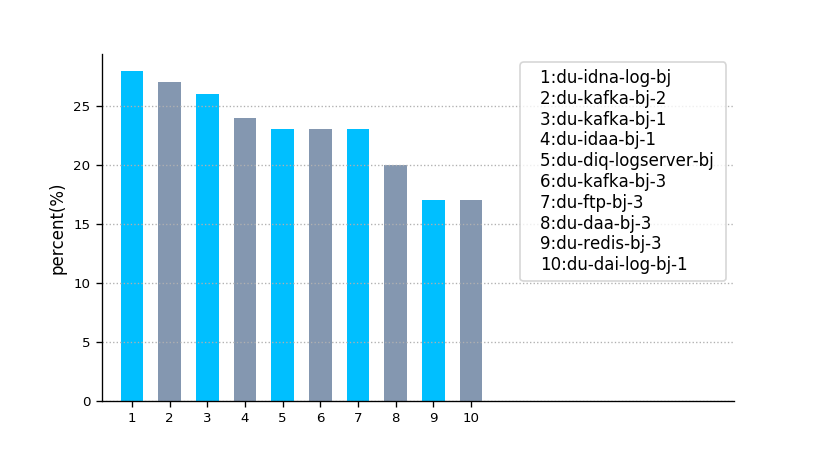 percent(%)
25
20
15
10
5
0
1 2 3 4 5 6 7 8 9 10
1:du-idna-log-bj
2:du-kafka-bj-2
3:du-kafka-bj-1
4:du-idaa-bj-1
5:du-diq-logserver-bj
6:du-kafka-bj-3
7:du-ftp-bj-3
8:du-daa-bj-3
9:du-redis-bj-3
10:du-dai-log-bj-1